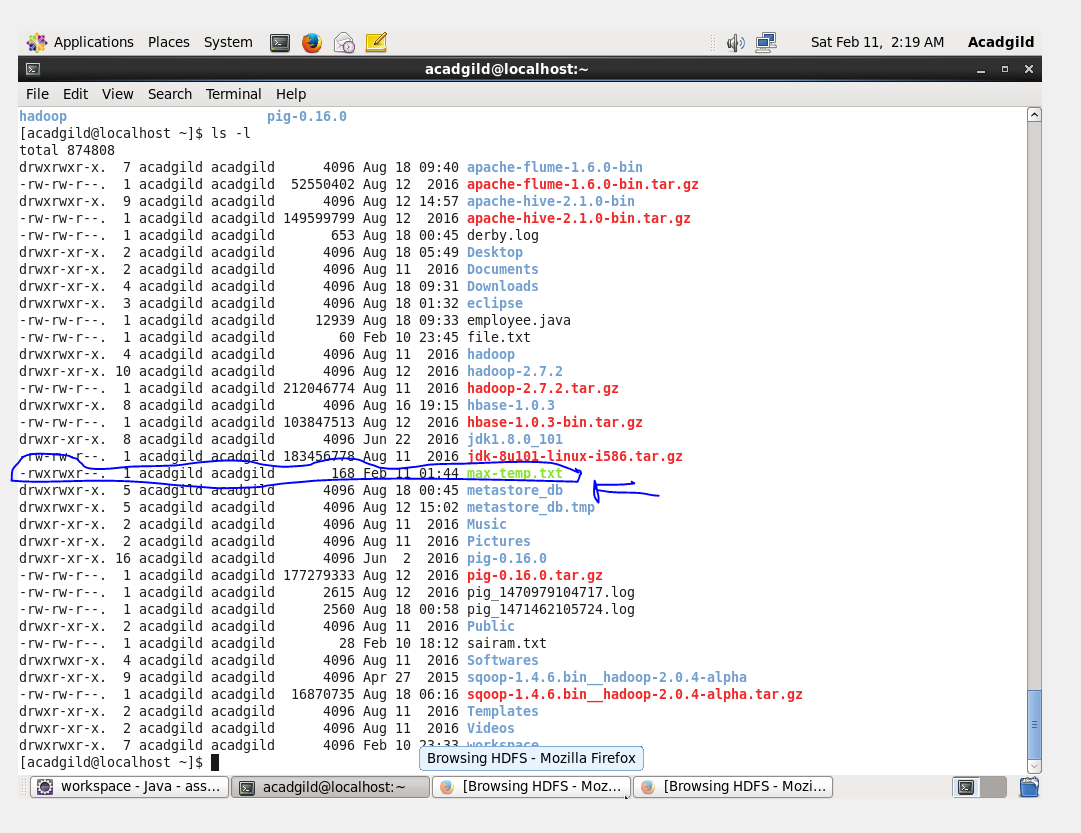 Applications Places System Sat Feb 11, 2:19 AM Acadgild
acadgild@localhost:~
File Edit View Search Terminal Help
hadoop pig-0.16.0
[acadgild@localhost ~]$ ls -l
total 874808
drwxrwxr-x. 7 acadgild acadgild 4096 Aug 18 09:40 apache-flume-1.6.0-bin
-rw-rw-r--. 1 acadgild acadgild 52550402 Aug 12 2016 apache-flume-1.6.0-bin.tar.gz
drwxrwxr-x. 9 acadgild acadgild 4096 Aug 12 14:57 apache-hive-2.1.0-bin
-rw-rw-r--. 1 acadgild acadgild 149599799 Aug 12 2016 apache-hive-2.1.0-bin.tar.gz
-rw-rw-r--. 1 acadgild acadgild 653 Aug 18 00:45 derby.log
drwxr-xr-x. 2 acadgild acadgild 4096 Aug 18 05:49 Desktop
drwxr-xr-x. 2 acadgild acadgild 4096 Aug 11 2016 Documents
drwxr-xr-x. 4 acadgild acadgild 4096 Aug 18 09:31 Downloads
drwxrwxr-x. 3 acadgild acadgild 4096 Aug 18 01:32 eclipse
-rw-rw-r--. 1 acadgild acadgild 12939 Aug 18 09:33 employee.java
-rw-rw-r--. 1 acadgild acadgild 60 Feb 10 23:45 file.txt
drwxrwxr-x. 4 acadgild acadgild 4096 Aug 11 2016 hadoop
drwxr-xr-x. 10 acadgild acadgild 4096 Aug 12 2016 hadoop-2.7.2
-rw-rw-r--. 1 acadgild acadgild 212046774 Aug 11 2016 hadoop-2.7.2.tar.gz
drwxrwxr-x. 8 acadgild acadgild 4096 Aug 16 19:15 hbase-1.0.3
-rw-rw-r--. 1 acadgild acadgild 103847513 Aug 12 2016 hbase-1.0.3-bin.tar.gz
drwxr-xr-x. 8 acadgild acadgild 4096 Jun 22 2016 jdk1.8.0_101
-rw-rw-r--. 1 acadgild acadgild 183456778 Aug 11 2016 jdk-8u101-linux-i586.tar.gz
-rwxrwxr--. 1 acadgild acadgild 168 Feb 11 01:44 max-temp.txt
drwxrwxr-x. 5 acadgild acadgild 4096 Aug 18 00:45 metastore_db
drwxrwxr-x. 5 acadgild acadgild 4096 Aug 12 15:02 metastore_db.tmp
drwxr-xr-x. 2 acadgild acadgild 4096 Aug 11 2016 Music
drwxr-xr-x. 2 acadgild acadgild 4096 Aug 11 2016 Pictures
drwxr-xr-x. 16 acadgild acadgild 4096 Jun 2 2016 pig-0.16.0
-rw-rw-r--. 1 acadgild acadgild 177279333 Aug 12 2016 pig-0.16.0.tar.gz
-rw-rw-r--. 1 acadgild acadgild 2615 Aug 12 2016 pig_1470979104717.log
-rw-rw-r--. 1 acadgild acadgild 2560 Aug 18 00:58 pig_1471462105724.log
drwxr-xr-x. 2 acadgild acadgild 4096 Aug 11 2016 Public
-rw-rw-r--. 1 acadgild acadgild 28 Feb 10 18:12 sairam.txt
drwxrwxr-x. 4 acadgild acadgild 4096 Aug 11 2016 Softwares
drwxr-xr-x. 9 acadgild acadgild 4096 Apr 27 2015 sqoop-1.4.6.bin__hadoop-2.0.4-alpha
-rw-rw-r--. 1 acadgild acadgild 16870735 Aug 18 06:16 sqoop-1.4.6.bin__hadoop-2.0.4-alpha.tar.gz
drwxr-xr-x. 2 acadgild acadgild 4096 Aug 11 2016 Templates
drwxr-xr-x. 2 acadgild acadgild 4096 Aug 11 2016 Videos
drwxrwxr-x. 7 acadgild acadgild 4096 Feb 10 23:33 workspace
[acadgild@localhost ~]$
Browsing HDFS - Mozilla Firefox
workspace - Java - ass... acadgild@localhost:~ [Browsing HDFS - Moz... [Browsing HDFS - Mozi...